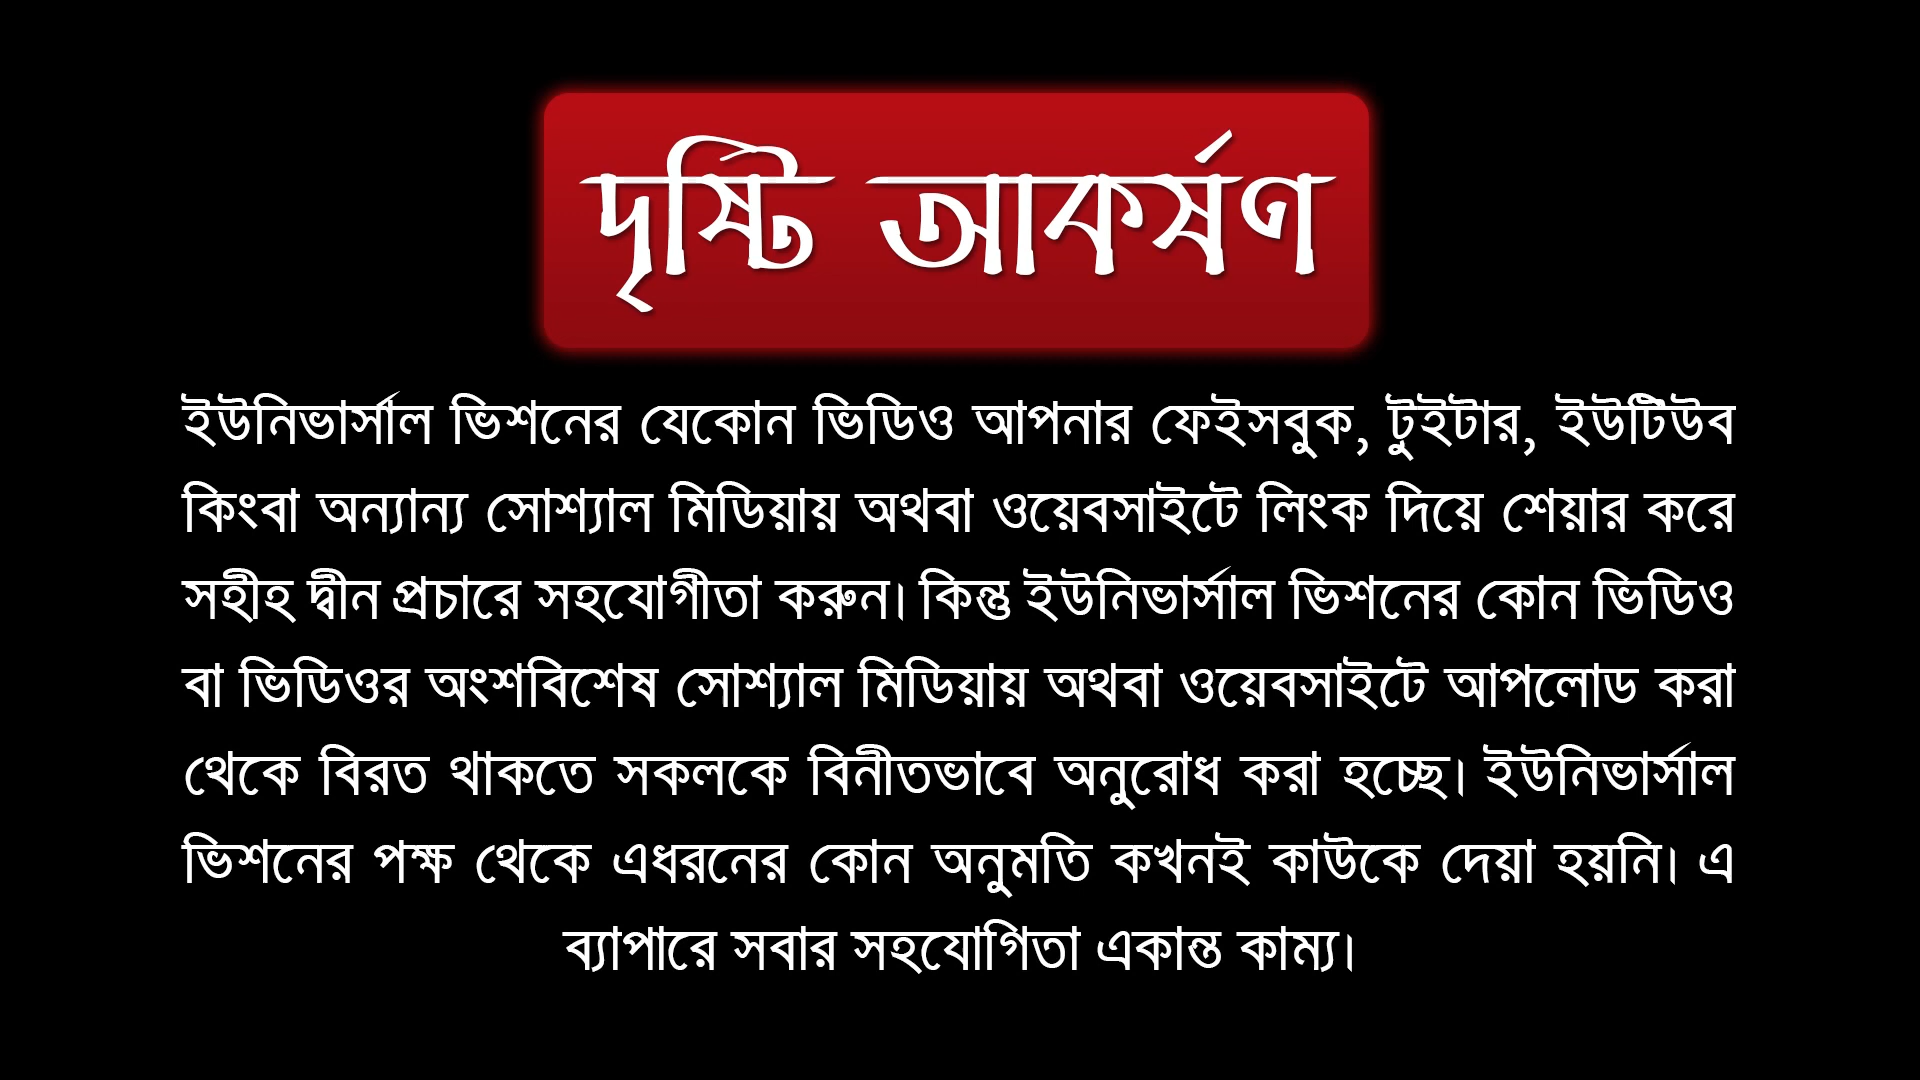 দৃষ্টি আকর্ষণ
ইউনিভার্সাল ভিশনের যেকোন ভিডিও আপনার ফেইসবুক, টুইটার, ইউটিউব
কিংবা অন্যান্য সোশ্যাল মিডিয়ায় অথবা ওয়েবসাইটে লিংক দিয়ে শেয়ার করে
সহীহ দ্বীন প্রচারে সহযোগীতা করুন। কিন্তু ইউনিভার্সাল ভিশনের কোন ভিডিও
বা ভিডিওর অংশবিশেষ সোশ্যাল মিডিয়ায় অথবা ওয়েবসাইটে আপলোড করা
থেকে বিরত থাকতে সকলকে বিনীতভাবে অনুরোধ করা হচ্ছে। ইউনিভার্সাল
ভিশনের পক্ষ থেকে এধরনের কোন অনুমতি কখনই কাউকে দেয়া হয়নি। এ
ব্যাপারে সবার সহযোগিতা একান্ত কাম্য।